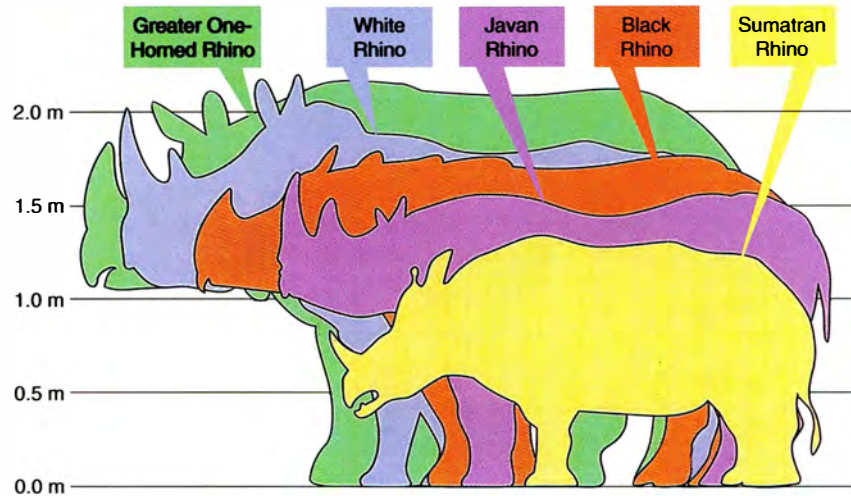 Greater One-
Horned Rhino
White
Rhino
Javan
Rhino
Black
Rhino
Sumatran
Rhino
2.0 m
1.5 m
1.0 m
0.5 m
0.0 m